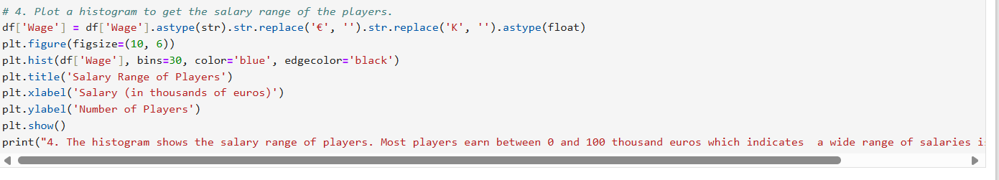 # 4. Plot a histogram to get the salary range of the players.
df['Wage'] = df['Wage'].astype(str).str.replace('€', '').str.replace('K', '').astype(float)
plt.figure(figsize=(10, 6))
plt.hist(df['Wage'], bins=30, color='blue', edgecolor='black')
plt.title('Salary Range of Players')
plt.xlabel('Salary (in thousands of euros)')
plt.ylabel('Number of Players')
plt.show()
print("4. The histogram shows the salary range of players. Most players earn between 0 and 100 thousand euros which indicates  a wide range of salaries